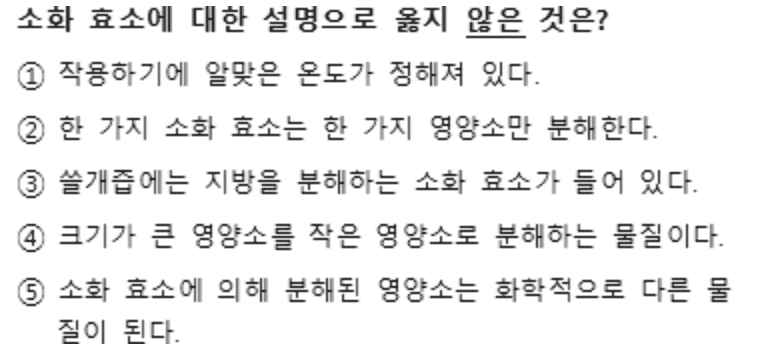 소화 효소에 대한 설명으로 옳지 않은 것은?
① 작용하기에 알맞은 온도가 정해져 있다.
② 한 가지 소화 효소는 한 가지 영양소만 분해한다.
③ 쓸개즙에는 지방을 분해하는 소화 효소가 들어 있다.
④ 크기가 큰 영양소를 작은 영양소로 분해하는 물질이다.
⑤ 소화 효소에 의해 분해된 영양소는 화학적으로 다른 물
질이 된다.